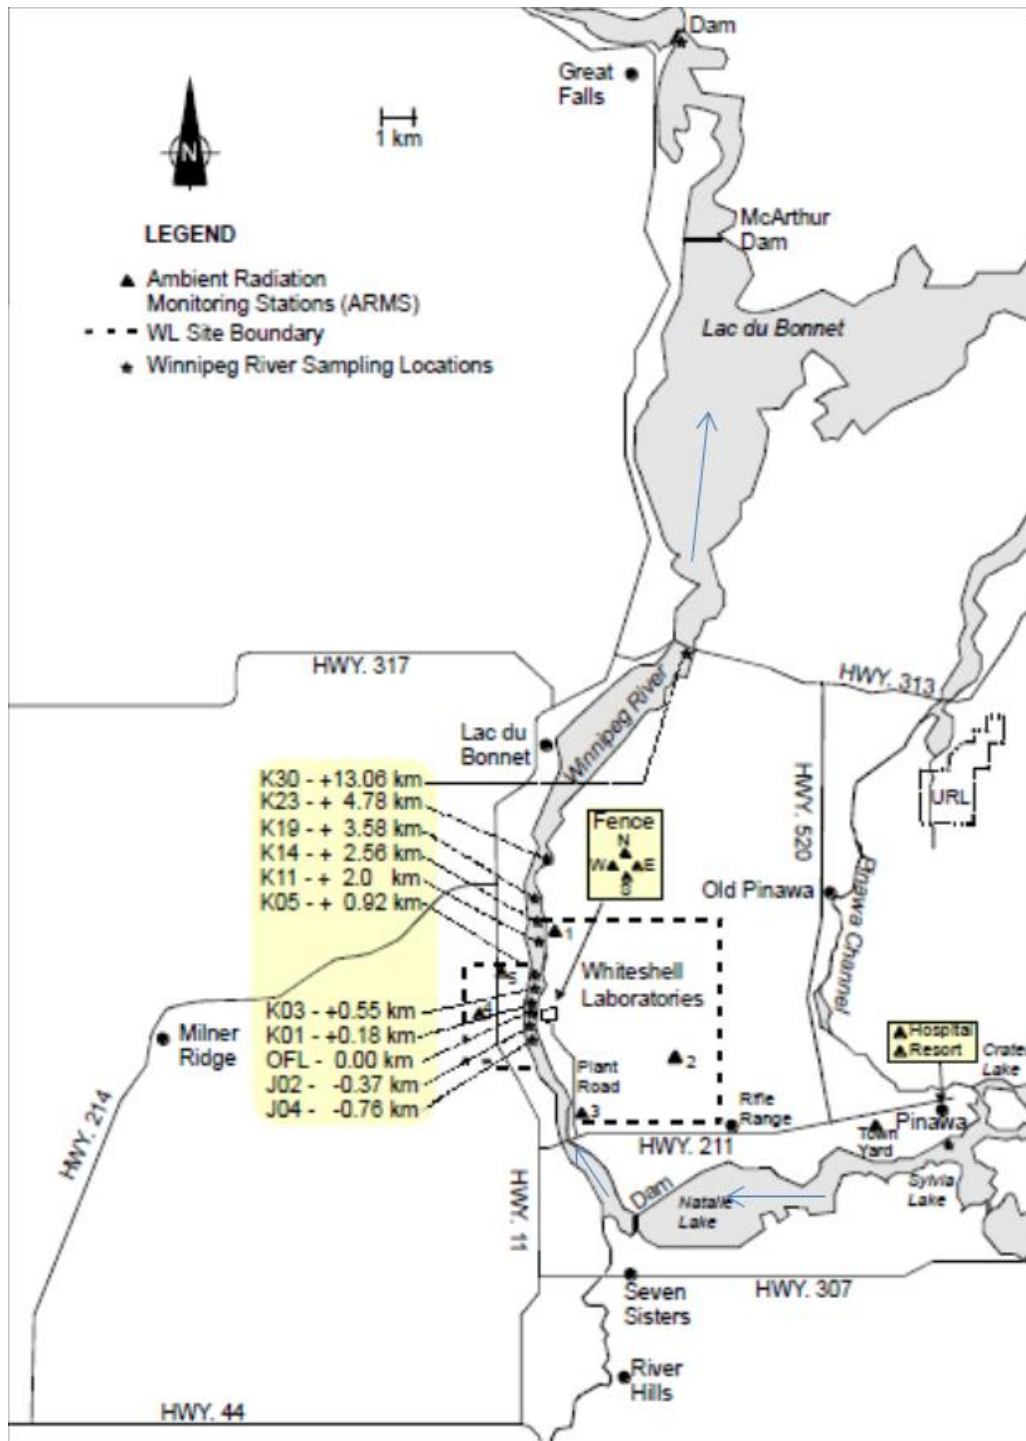 Dam
Great
Falls
N
1 km
McArthur
Dam
LEGEND
Ambient Radiation
Monitoring Stations (ARMS)
WL Site Boundary
Winnipeg River Sampling Locations
Lac du Bonnet
HWY. 317
HWY. 313
Winnipeg River
Lac du
Bonnet
K30 - +13.06 km
K23 - + 4.78 km
K19 - + 3.58 km
K14 - + 2.56 km
K11 - + 2.0 km
K05 - + 0.92 km
Fence
N
W E
S
HWY. 520
URL
Old Pinawa
Pinawa Channel
1
Whiteshell
Laboratories
5
4
K03 - +0.55 km
K01 - +0.18 km
OFL - 0.00 km
J02 - -0.37 km
J04 - -0.76 km
Milner
Ridge
2
Hospital
Resort
Crater
Lake
Plant
Road
3
Rifle
Range
Pinawa
Town
Yard
HWY. 211
HWY. 214
HWY. 11
Dam
Natalie
Lake
Sylvia
Lake
Seven
Sisters
HWY. 307
River
Hills
HWY. 44